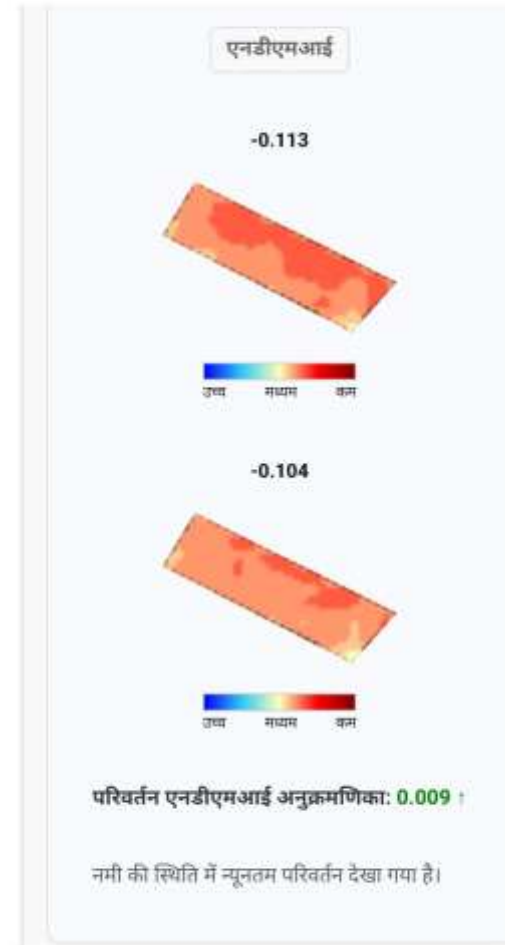 एनडीएमआई
-0.113
उच्च मध्यम कम
-0.104
उच्च मध्यम कम
परिवर्तन एनडीएमआई अनुक्रमणिका: 0.009 ↑
नमी की स्थिति में न्यूनतम परिवर्तन देखा गया है।